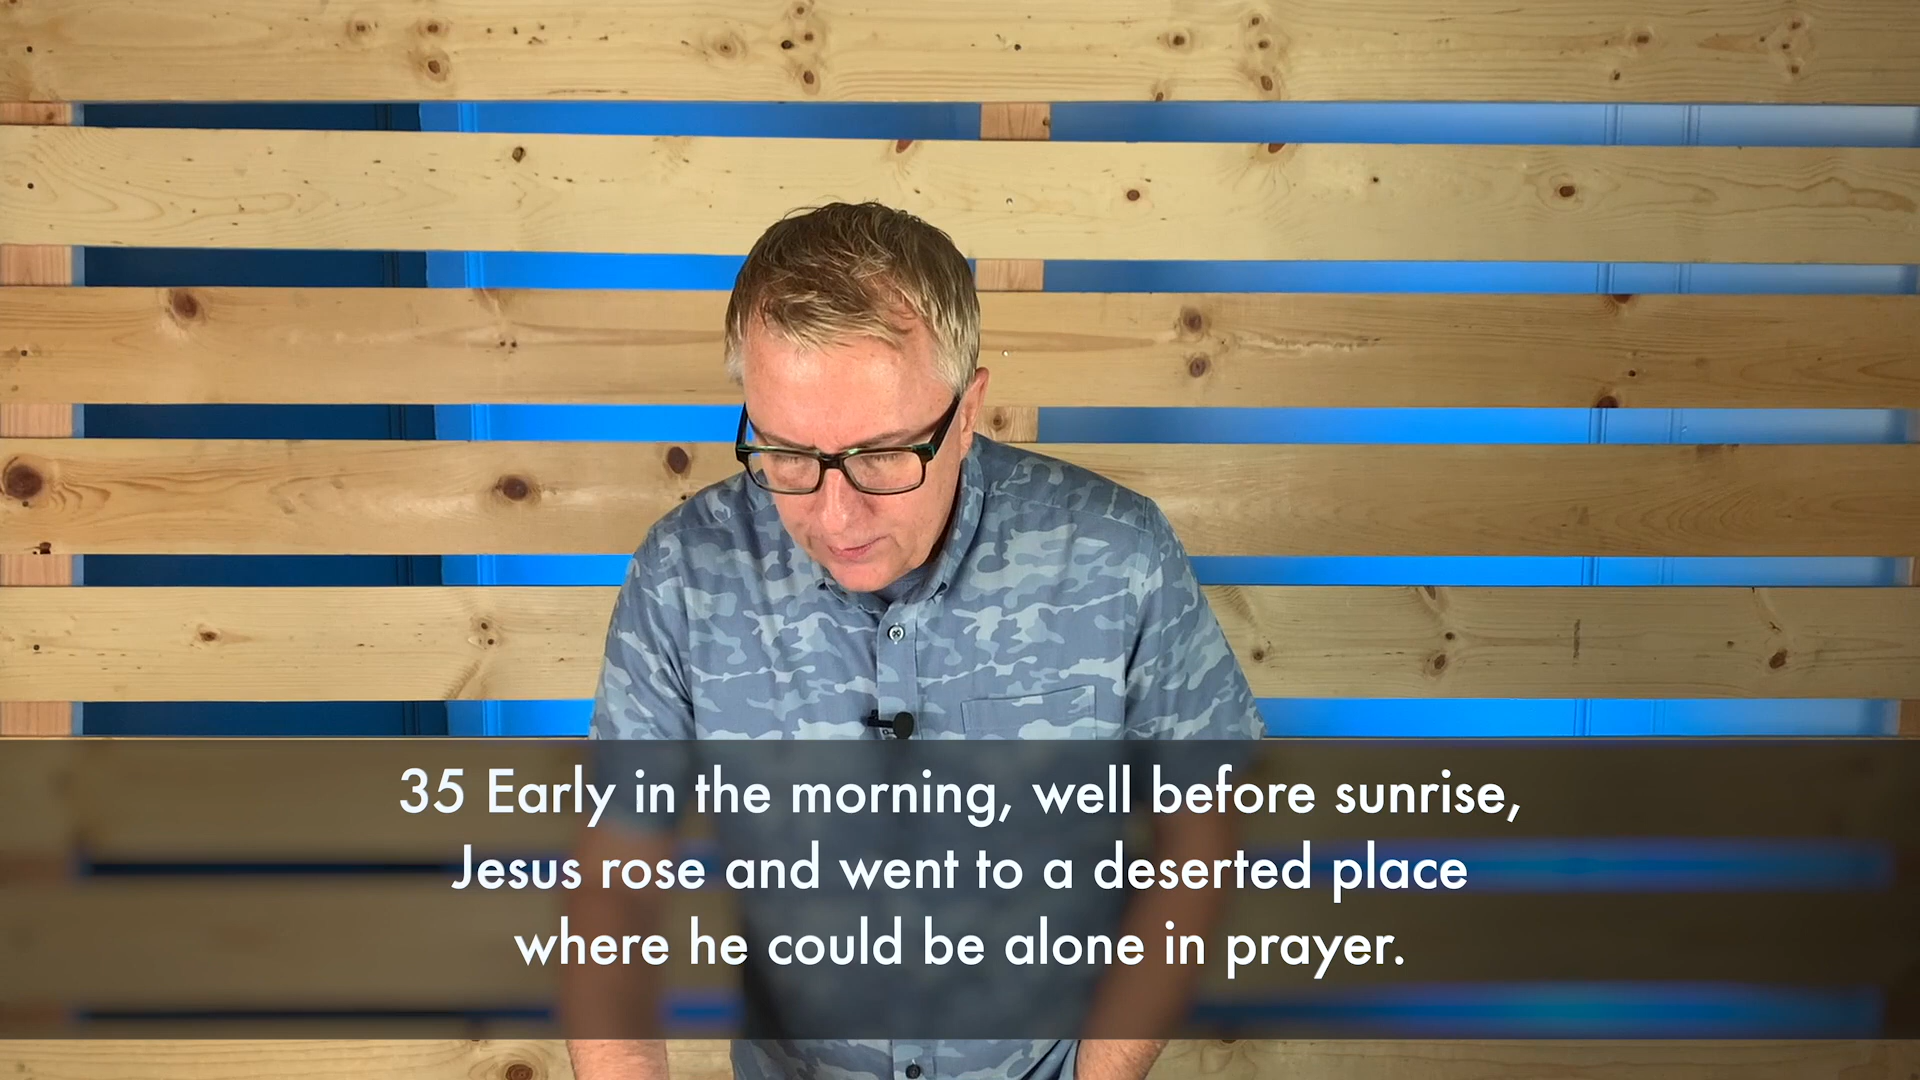 35 Early in the morning, well before sunrise,
Jesus rose and went to a deserted place
where he could be alone in prayer.